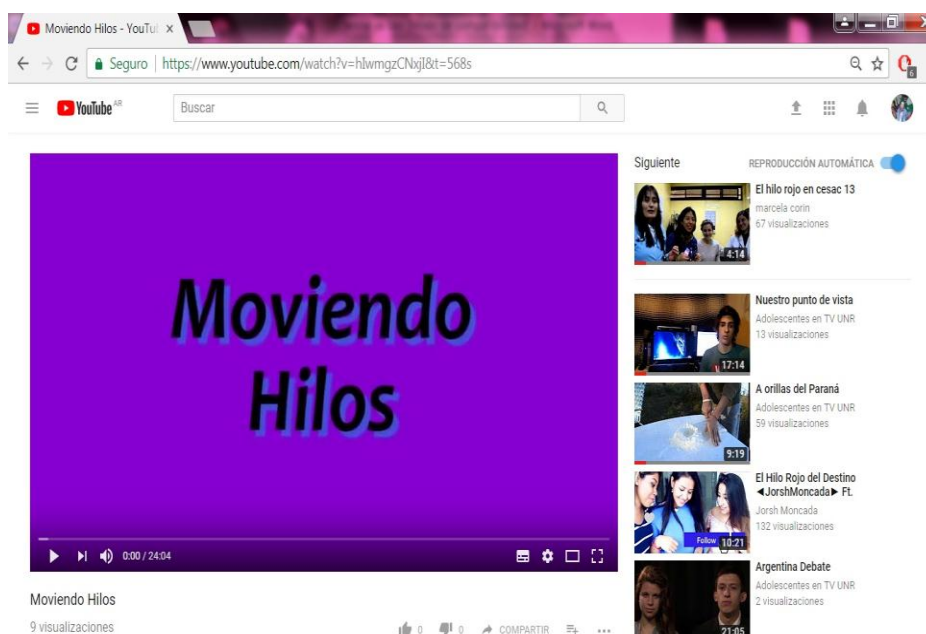 Moviendo Hilos - YouTu
Seguro | https://www.youtube.com/watch?v=hIwmgzCNxjI&t=568s
YouTube AR
Buscar
Moviendo
Hilos
0:00 / 24:04
Moviendo Hilos
9 visualizaciones
0
0
COMPARTIR
Siguiente
REPRODUCCIÓN AUTOMÁTICA
El hilo rojo en cesac 13
marcela corin
67 visualizaciones
4:14
Nuestro punto de vista
Adolescentes en TV UNR
13 visualizaciones
17:14
A orillas del Paraná
Adolescentes en TV UNR
59 visualizaciones
9:19
El Hilo Rojo del Destino
◄JorshMoncada► Ft.
Jorsh Moncada
132 visualizaciones
Follow
10:21
Argentina Debate
Adolescentes en TV UNR
2 visualizaciones
21:05